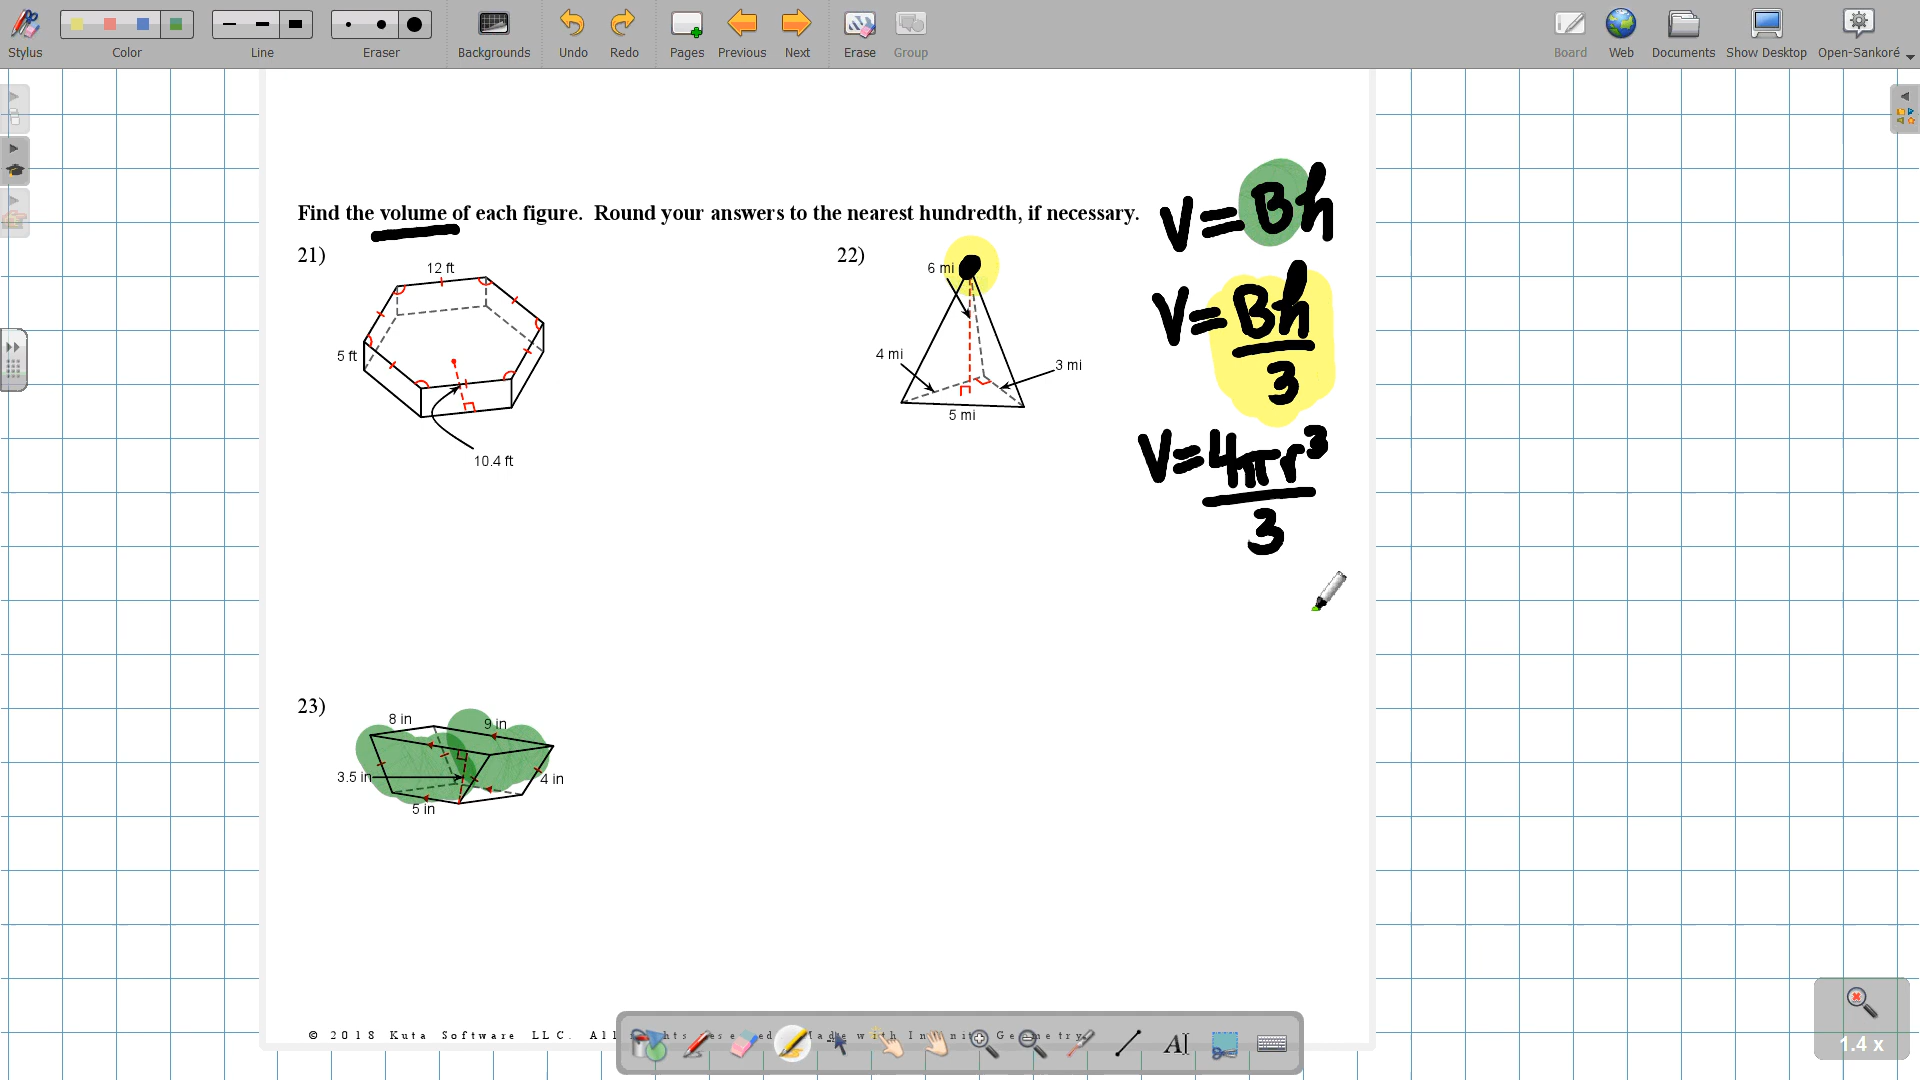 Stylus Color Line Eraser Backgrounds Undo Redo Pages Previous Next Erase Group Board Web Documents Show Desktop Open-Sankoré
Find the volume of each figure. Round your answers to the nearest hundredth, if necessary.
V=Bh
21)
12 ft
5 ft
10.4 ft
22)
6 mi
4 mi
3 mi
5 mi
V=Bh
3
V=4πr³
3
23)
8 in
9 in
3.5 in
4 in
5 in
© 2018 Kuta Software LLC. All
1.4 x